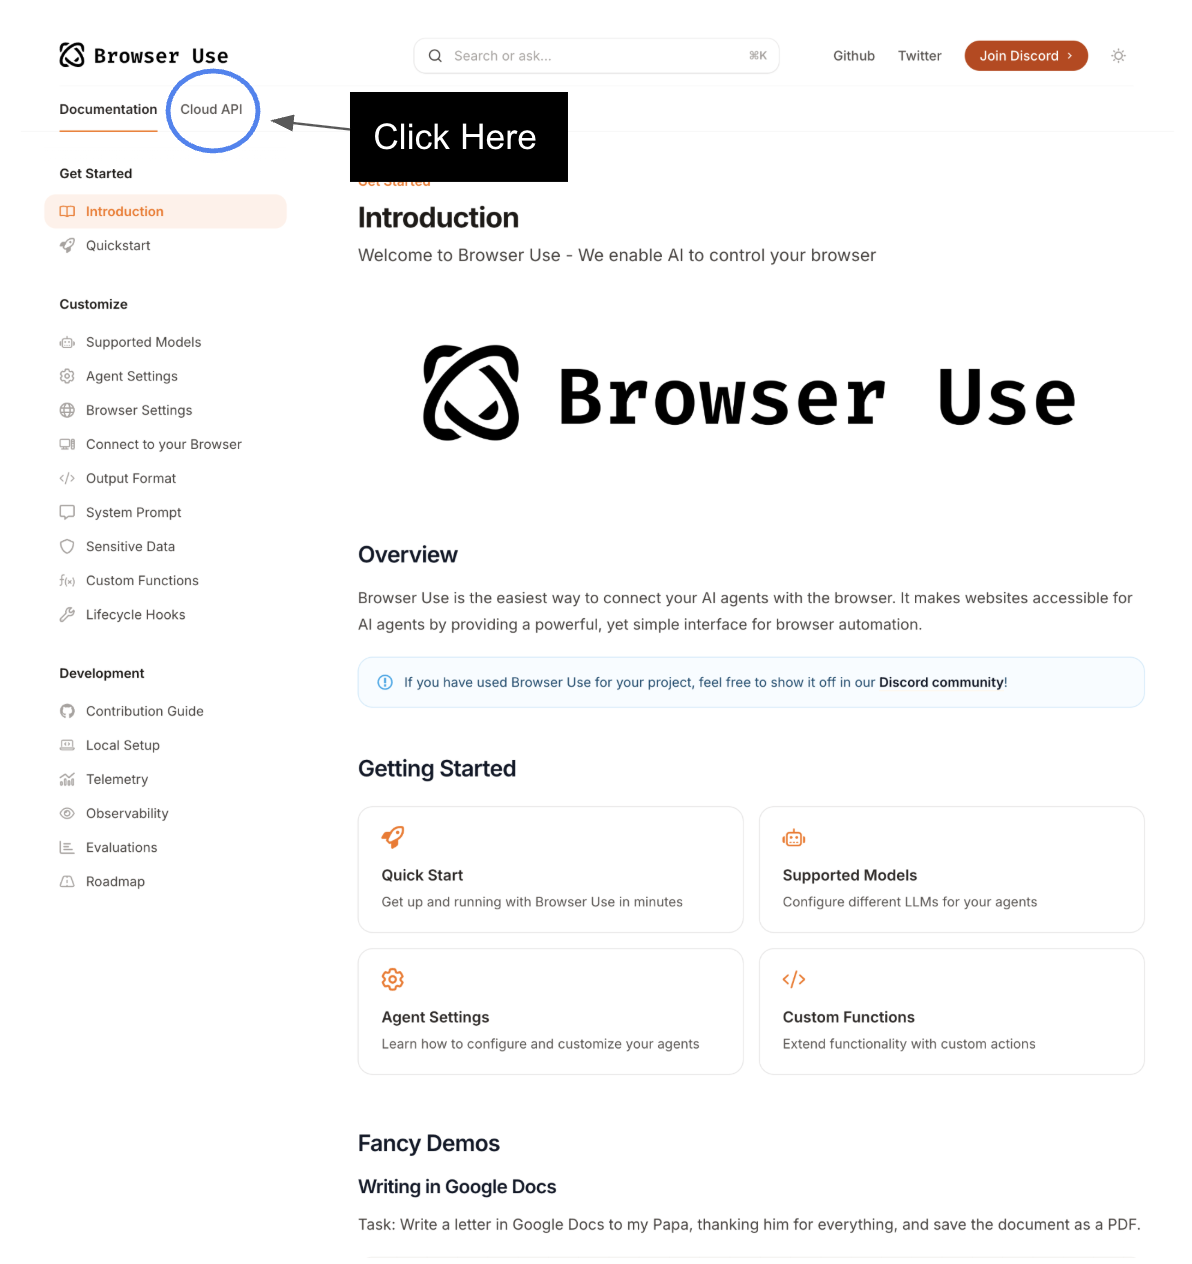 Browser Use
Search or ask...
⌘K
Github
Twitter
Join Discord
Documentation
Cloud API
Click Here
Get Started
Introduction
Quickstart
Customize
Supported Models
Agent Settings
Browser Settings
Connect to your Browser
Output Format
System Prompt
Sensitive Data
Custom Functions
Lifecycle Hooks
Development
Contribution Guide
Local Setup
Telemetry
Observability
Evaluations
Roadmap
Get Started
Introduction
Welcome to Browser Use - We enable AI to control your browser
Browser Use
Overview
Browser Use is the easiest way to connect your AI agents with the browser. It makes websites accessible for
AI agents by providing a powerful, yet simple interface for browser automation.
If you have used Browser Use for your project, feel free to show it off in our Discord community!
Getting Started
Quick Start
Get up and running with Browser Use in minutes
Supported Models
Configure different LLMs for your agents
Agent Settings
Learn how to configure and customize your agents
Custom Functions
Extend functionality with custom actions
Fancy Demos
Writing in Google Docs
Task: Write a letter in Google Docs to my Papa, thanking him for everything, and save the document as a PDF.